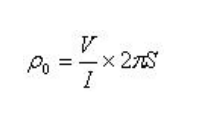 ρ₀ = V/I × 2πS